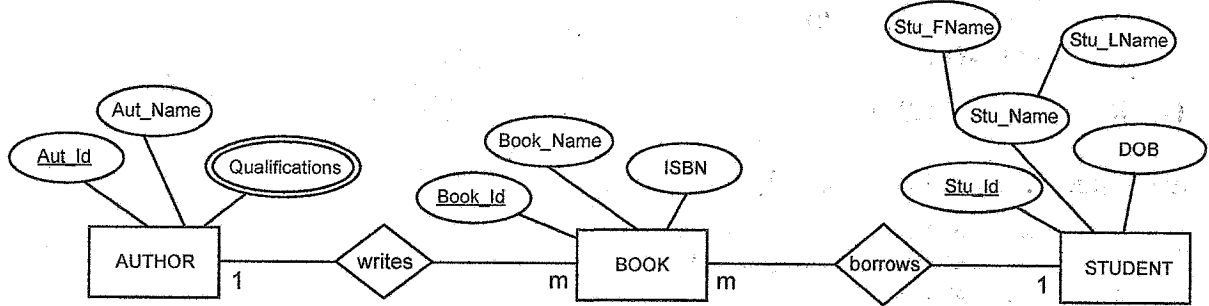 Stu_FName
Stu_LName
Aut_Name
Stu_Name
Aut_Id
Qualifications
Book_Name
ISBN
DOB
Book_Id
Stu_Id
AUTHOR
1
writes
m
BOOK
m
borrows
1
STUDENT